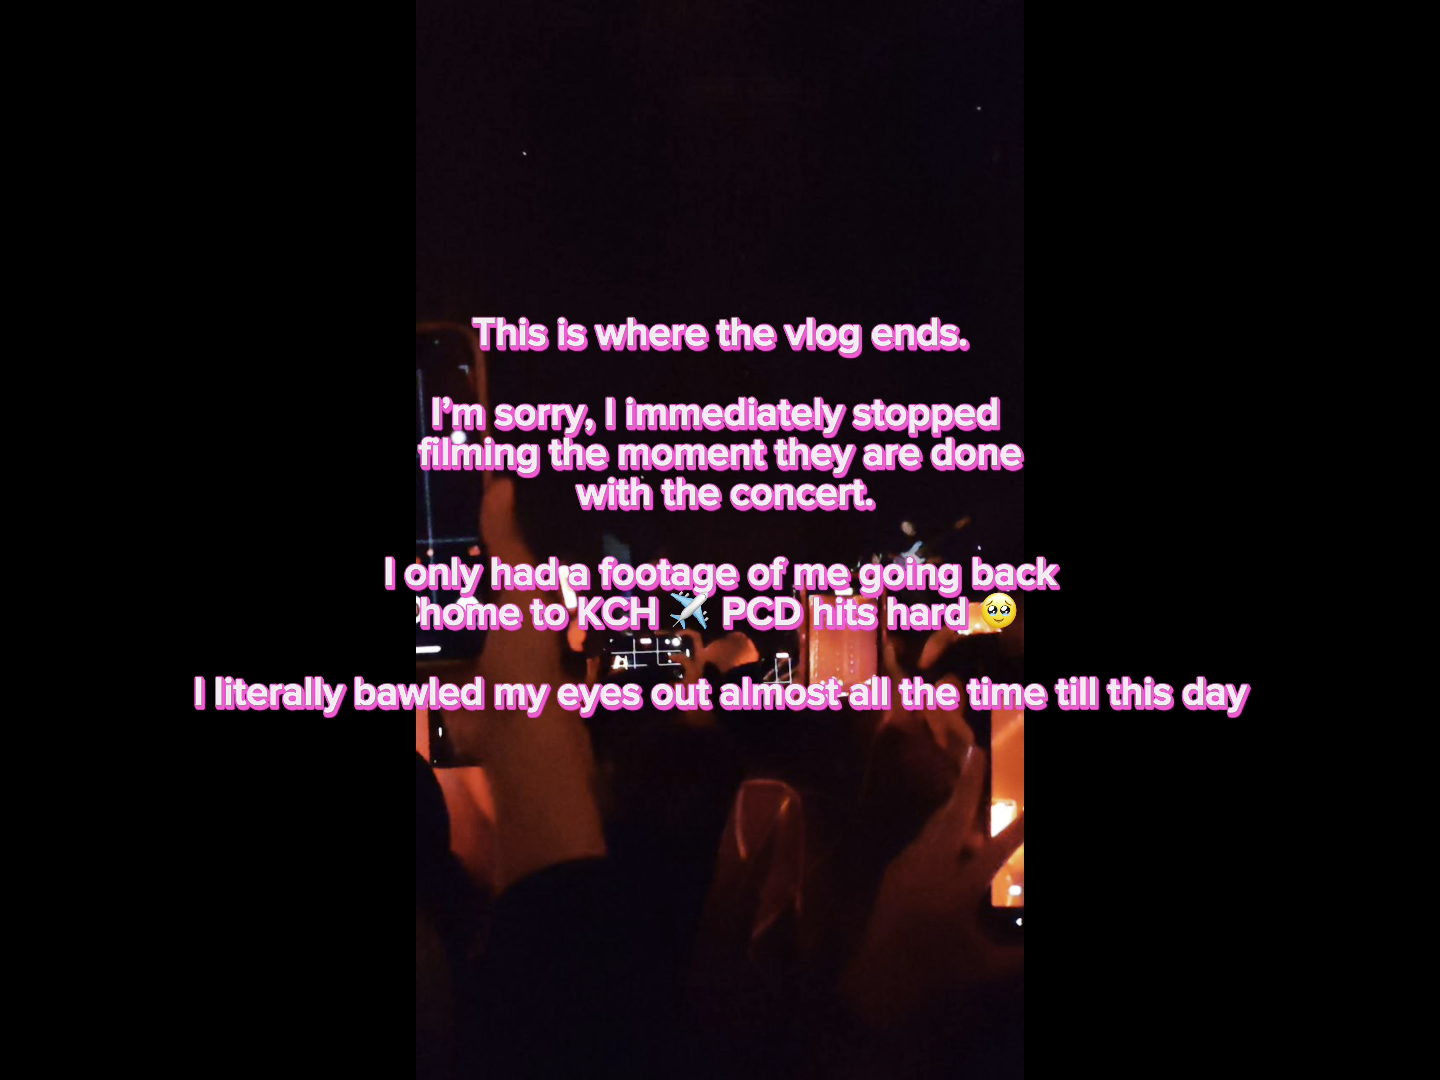 This is where the vlog ends.
I'm sorry, I immediately stopped
filming the moment they are done
with the concert.
I only had a footage of me going back
home to KCH ✈️ PCD hits hard 🥹
I literally bawled my eyes out almost all the time till this day